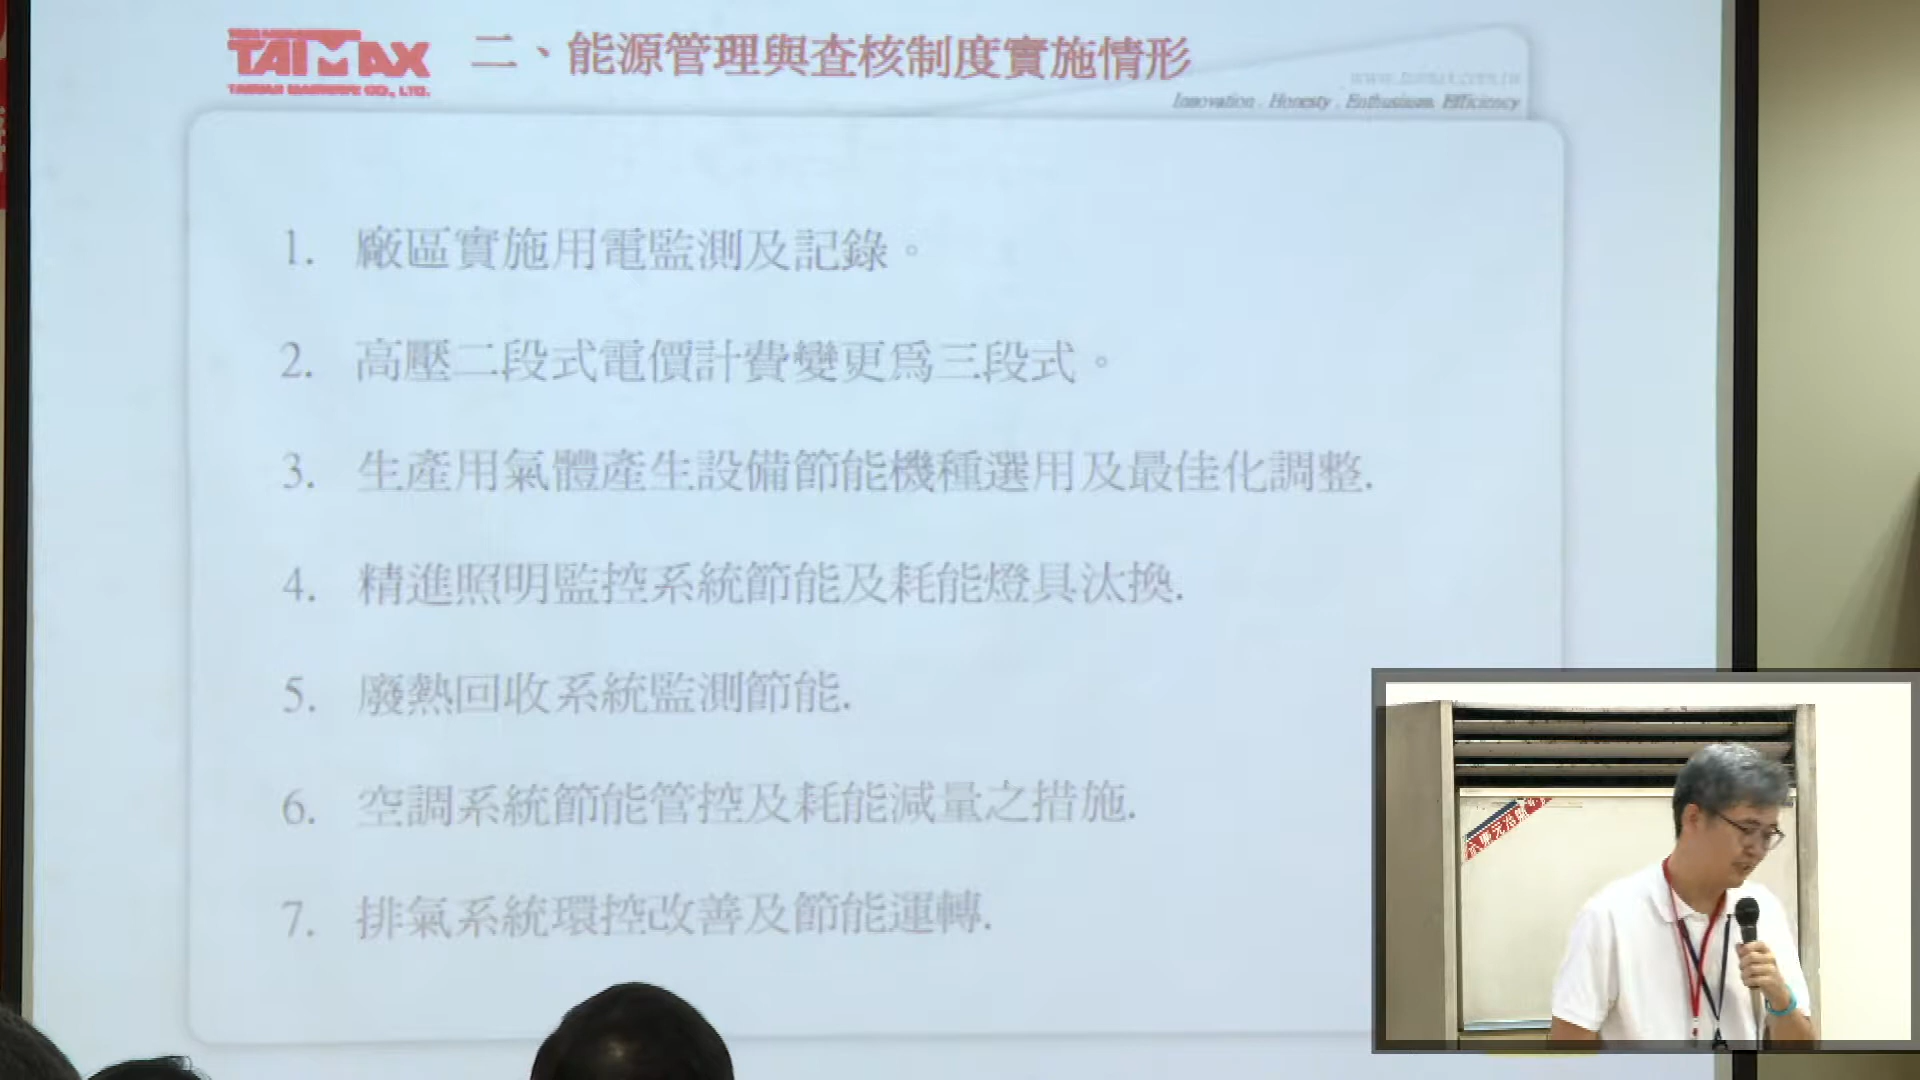 TAIMAX
二、能源管理與查核制度實施情形
Innovation . Honesty . Enthusiasm. Efficiency
1. 廠區實施用電監測及記錄。
2. 高壓二段式電價計費變更為三段式。
3. 生產用氣體產生設備節能機種選用及最佳化調整.
4. 精進照明監控系統節能及耗能燈具汰換.
5. 廢熱回收系統監測節能.
6. 空調系統節能管控及耗能減量之措施.
7. 排氣系統環控改善及節能運轉.